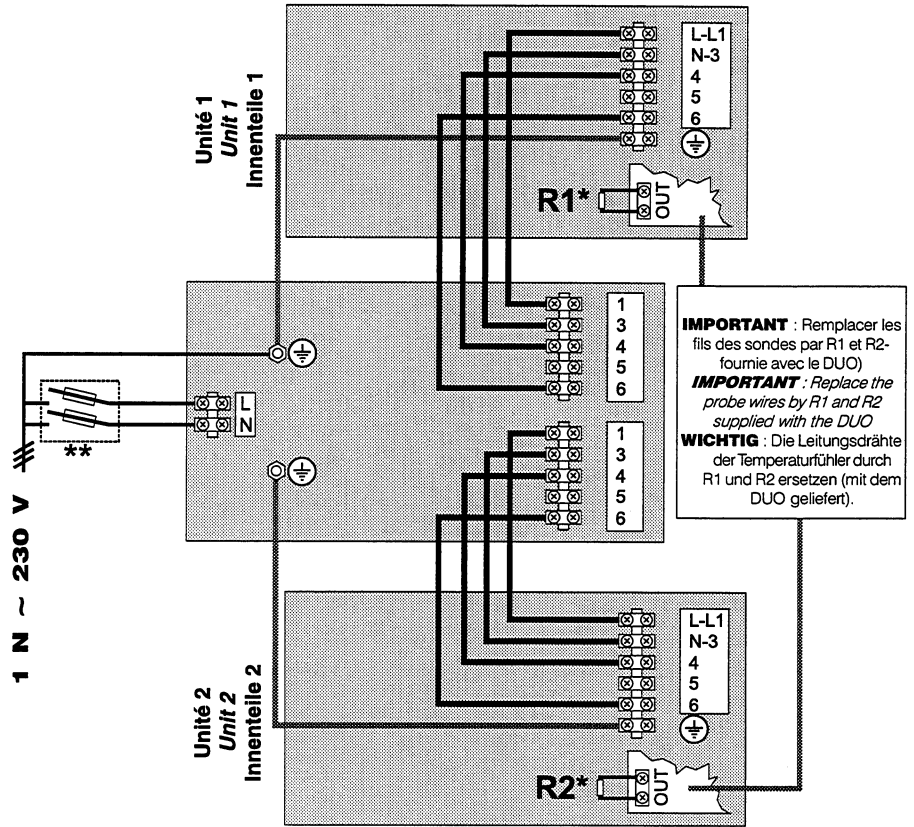 Unité 1
Unit 1
Innenteile 1
L-L1
N-3
4
5
6
R1*
OUT
1
3
4
5
6
L
N
**
1 N ~ 230 V
1
3
4
5
6
IMPORTANT : Remplacer les
fils des sondes par R1 et R2-
fournie avec le DUO)
IMPORTANT : Replace the
probe wires by R1 and R2
supplied with the DUO
WICHTIG : Die Leitungsdrähte
der Temperaturfühler durch
R1 und R2 ersetzen (mit dem
DUO geliefert).
Unité 2
Unit 2
Innenteile 2
L-L1
N-3
4
5
6
R2*
OUT